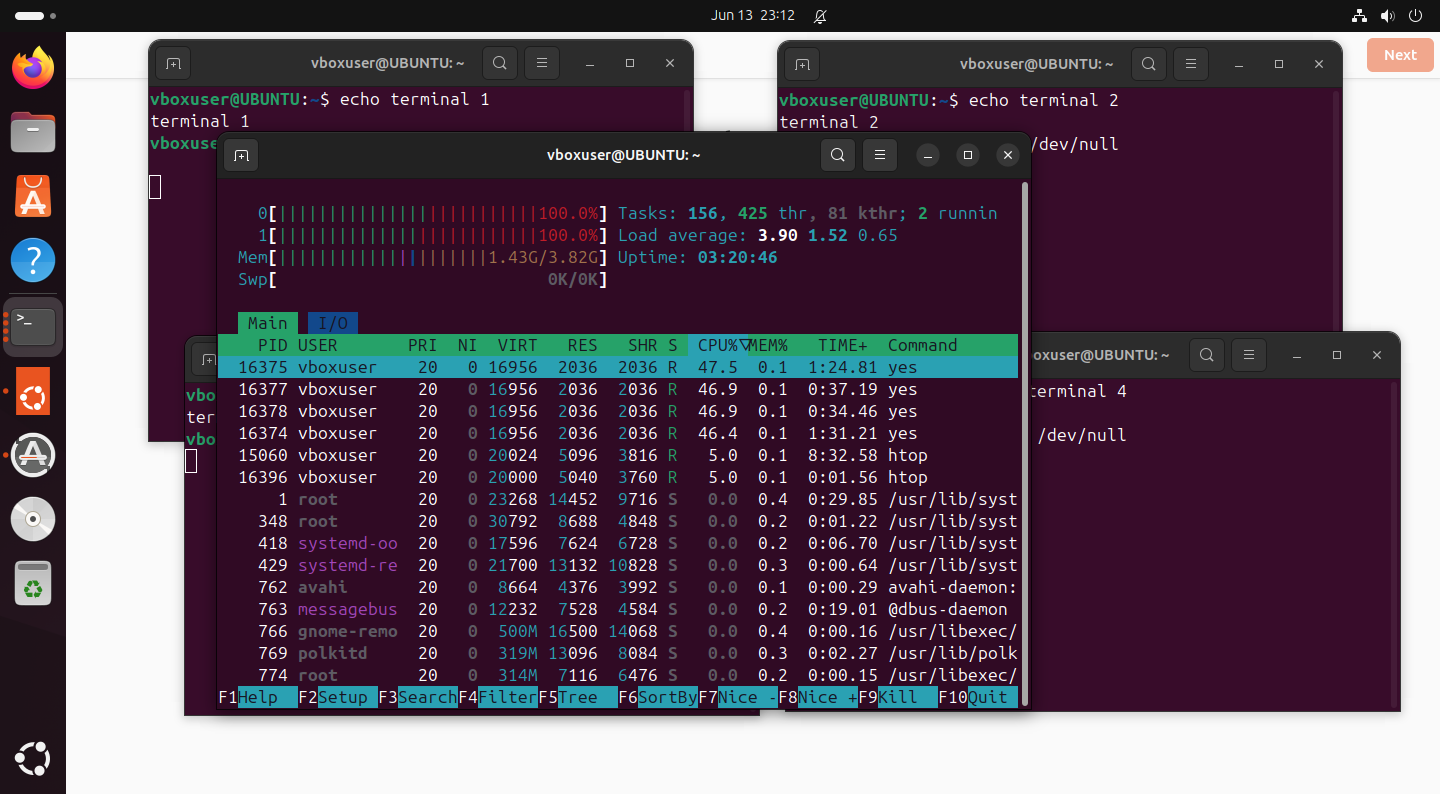 Jun 13 23:12
Next
vboxuser@UBUNTU: ~
vboxuser@UBUNTU:~$ echo terminal 1
terminal 1
vboxuse
vboxuser@UBUNTU: ~
vboxuser@UBUNTU:~$ echo terminal 2
terminal 2
/dev/null
vboxuser@UBUNTU: ~
0[||||||||||||||||||||||||||100.0%] Tasks: 156, 425 thr, 81 kthr; 2 runnin
1[||||||||||||||||||||||||||100.0%] Load average: 3.90 1.52 0.65
Mem[|||||||||||||||||||||1.43G/3.82G] Uptime: 03:20:46
Swp[ 0K/0K]
Main I/O
PID USER PRI NI VIRT RES SHR S CPU%▽MEM% TIME+ Command
16375 vboxuser 20 0 16956 2036 2036 R 47.5 0.1 1:24.81 yes
16377 vboxuser 20 0 16956 2036 2036 R 46.9 0.1 0:37.19 yes
16378 vboxuser 20 0 16956 2036 2036 R 46.9 0.1 0:34.46 yes
16374 vboxuser 20 0 16956 2036 2036 R 46.4 0.1 1:31.21 yes
15060 vboxuser 20 0 20024 5096 3816 R 5.0 0.1 8:32.58 htop
16396 vboxuser 20 0 20000 5040 3760 R 5.0 0.1 0:01.56 htop
1 root 20 0 23268 14452 9716 S 0.0 0.4 0:29.85 /usr/lib/syst
348 root 20 0 30792 8688 4848 S 0.0 0.2 0:01.22 /usr/lib/syst
418 systemd-oo 20 0 17596 7624 6728 S 0.0 0.2 0:06.70 /usr/lib/syst
429 systemd-re 20 0 21700 13132 10828 S 0.0 0.3 0:00.64 /usr/lib/syst
762 avahi 20 0 8664 4376 3992 S 0.0 0.1 0:00.29 avahi-daemon:
763 messagebus 20 0 12232 7528 4584 S 0.0 0.2 0:19.01 @dbus-daemon
766 gnome-remo 20 0 500M 16500 14068 S 0.0 0.4 0:00.16 /usr/libexec/
769 polkitd 20 0 319M 13096 8084 S 0.0 0.3 0:02.27 /usr/lib/polk
774 root 20 0 314M 7116 6476 S 0.0 0.2 0:00.15 /usr/libexec/
F1Help F2Setup F3SearchF4FilterF5Tree F6SortByF7Nice -F8Nice +F9Kill F10Quit
vbo
ter
vbo
boxuser@UBUNTU: ~
terminal 4
/dev/null